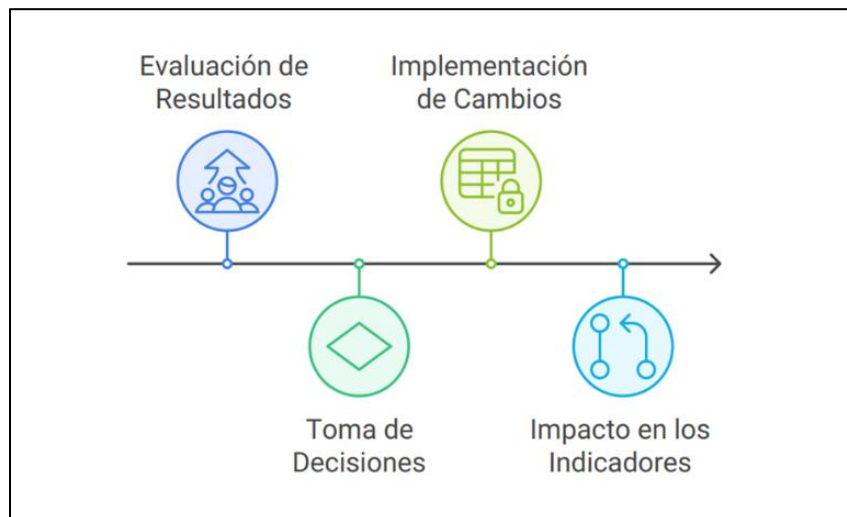 Evaluación de
Resultados
Implementación
de Cambios
Toma de
Decisiones
Impacto en los
Indicadores